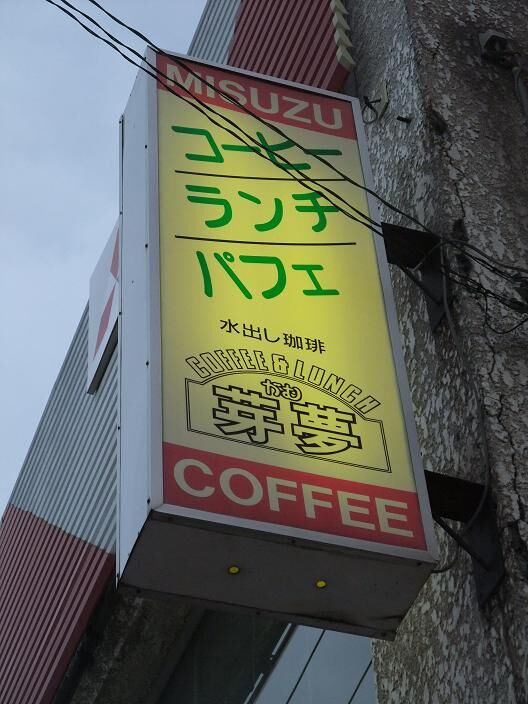 MISUZU
コーヒー
ランチ
パフェ
水出し珈琲
COFFEE & LUNCH
がむ
芽夢
COFFEE